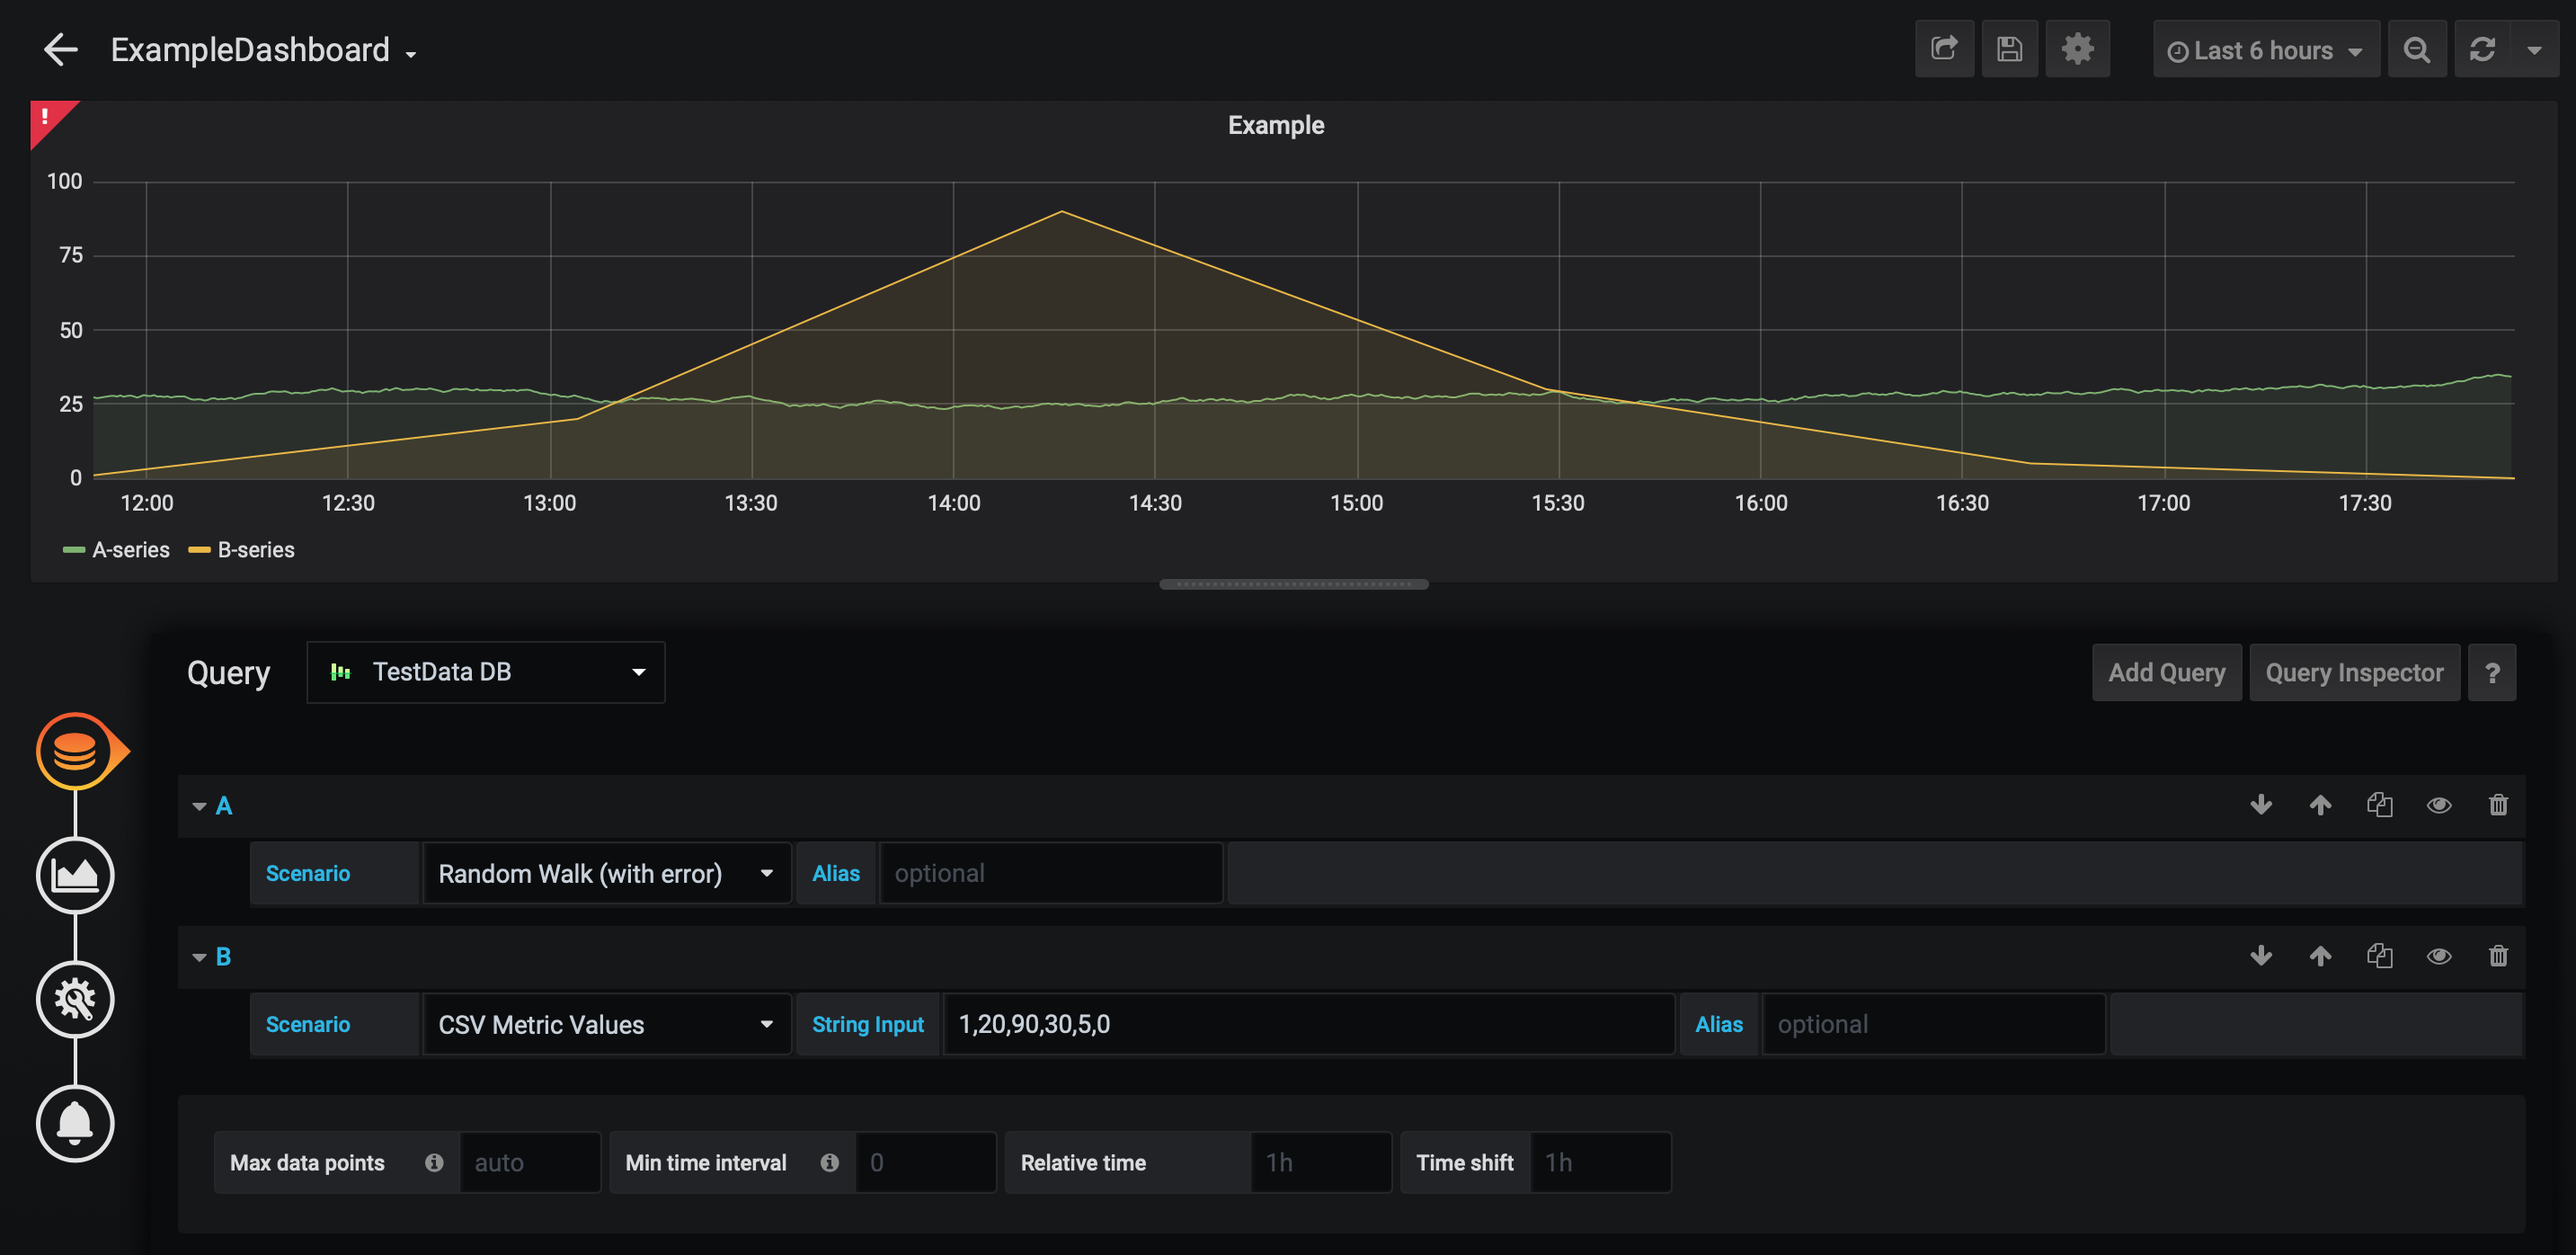 ExampleDashboard
Last 6 hours
!
Example
100
75
50
25
0
12:00 12:30 13:00 13:30 14:00 14:30 15:00 15:30 16:00 16:30 17:00 17:30
A-series B-series
Query TestData DB Add Query Query Inspector ?
A
Scenario Random Walk (with error) Alias optional
B
Scenario CSV Metric Values String Input 1,20,90,30,5,0 Alias optional
Max data points auto Min time interval 0 Relative time 1h Time shift 1h